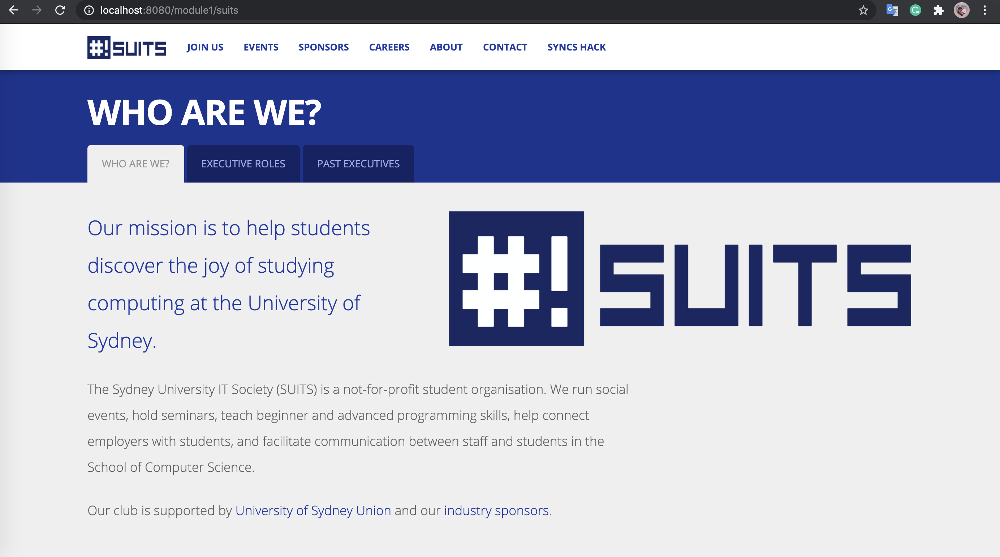 localhost:8080/module1/suits
#!SUITS JOIN US EVENTS SPONSORS CAREERS ABOUT CONTACT SYNCS HACK
WHO ARE WE?
WHO ARE WE? EXECUTIVE ROLES PAST EXECUTIVES
Our mission is to help students
discover the joy of studying
computing at the University of
Sydney.
#!SUITS
The Sydney University IT Society (SUITS) is a not-for-profit student organisation. We run social
events, hold seminars, teach beginner and advanced programming skills, help connect
employers with students, and facilitate communication between staff and students in the
School of Computer Science.
Our club is supported by University of Sydney Union and our industry sponsors.